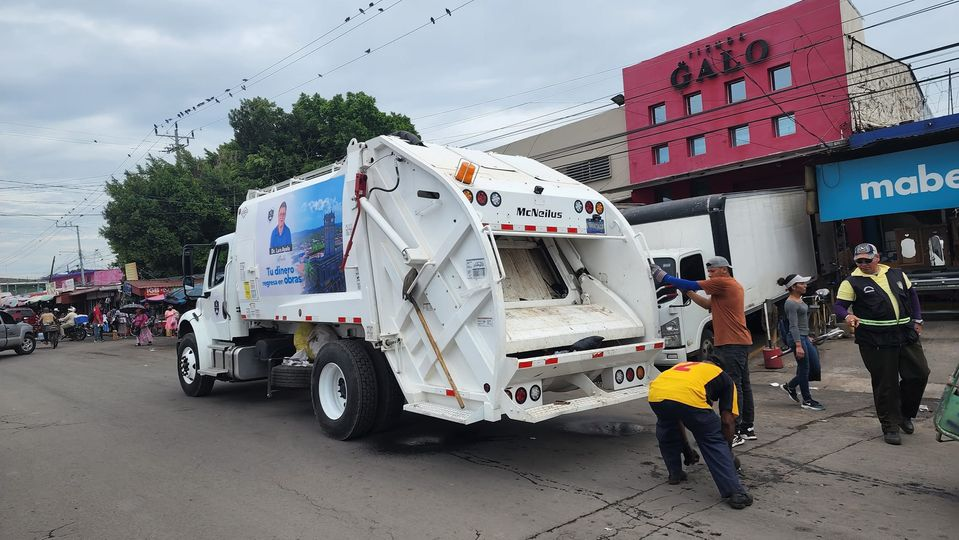 TIENDA
GALO
mabe
McNeilus
Tu dinero
regresa en obras